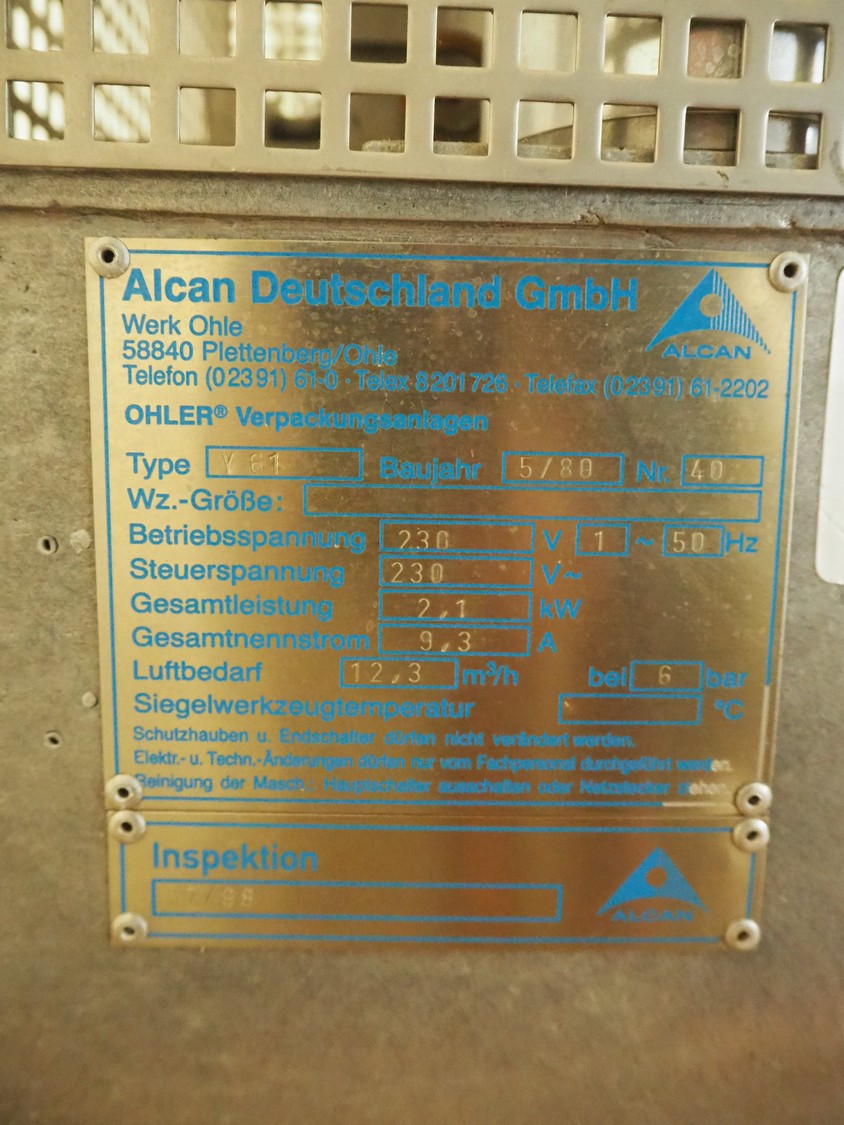 Alcan Deutschland GmbH
ALCAN
Werk Ohle
58840 Plettenberg/Ohle
Telefon (02391) 61-0 · Telex 8201726 · Telefax (02391) 61-2202
OHLER® Verpackungsanlagen
Type V 61 Baujahr 5/80 Nr. 40
Wz.-Größe:
Betriebsspannung 230 V 1 ~ 50 Hz
Steuerspannung 230 V~
Gesamtleistung 2,1 kW
Gesamtnennstrom 9,3 A
Luftbedarf 12,3 m³/h bei 6 bar
Siegelwerkzeugtemperatur °C
Schutzhauben u. Endschalter dürfen nicht verändert werden.
Elektr.- u. Techn.-Änderungen dürfen nur vom Fachpersonal durchgeführt werden.
Reinigung der Masch.: Hauptschalter ausschalten oder Netzstecker ziehen.
Inspektion
ALCAN